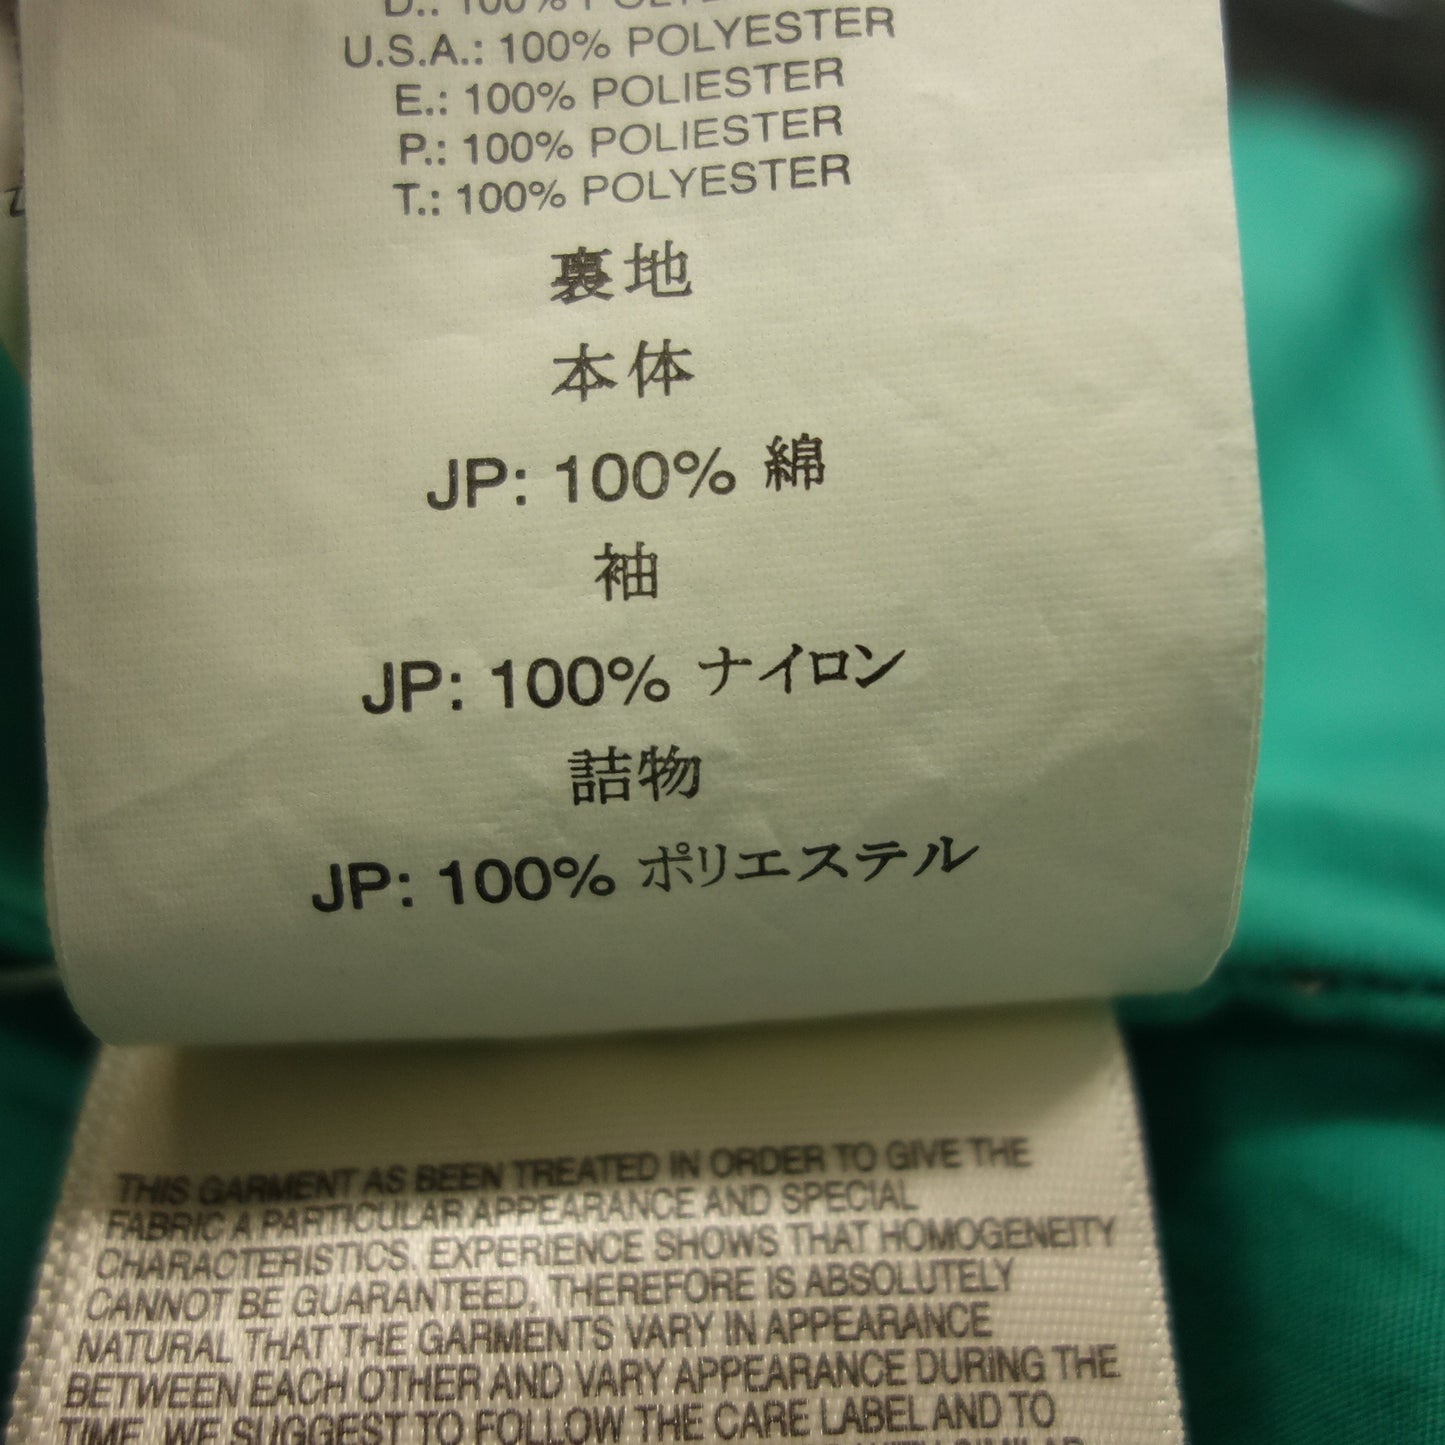 D.: 100% POLYESTER
U.S.A.: 100% POLYESTER
E.: 100% POLIESTER
P.: 100% POLIESTER
T.: 100% POLYESTER
裏地
本体
JP: 100% 綿
袖
JP: 100% ナイロン
詰物
JP: 100% ポリエステル
THIS GARMENT AS BEEN TREATED IN ORDER TO GIVE THE
FABRIC A PARTICULAR APPEARANCE AND SPECIAL
CHARACTERISTICS. EXPERIENCE SHOWS THAT HOMOGENEITY
CANNOT BE GUARANTEED, THEREFORE IS ABSOLUTELY
NATURAL THAT THE GARMENTS VARY IN APPEARANCE
BETWEEN EACH OTHER AND VARY APPEARANCE DURING THE
TIME. WE SUGGEST TO FOLLOW THE CARE LABEL AND TO